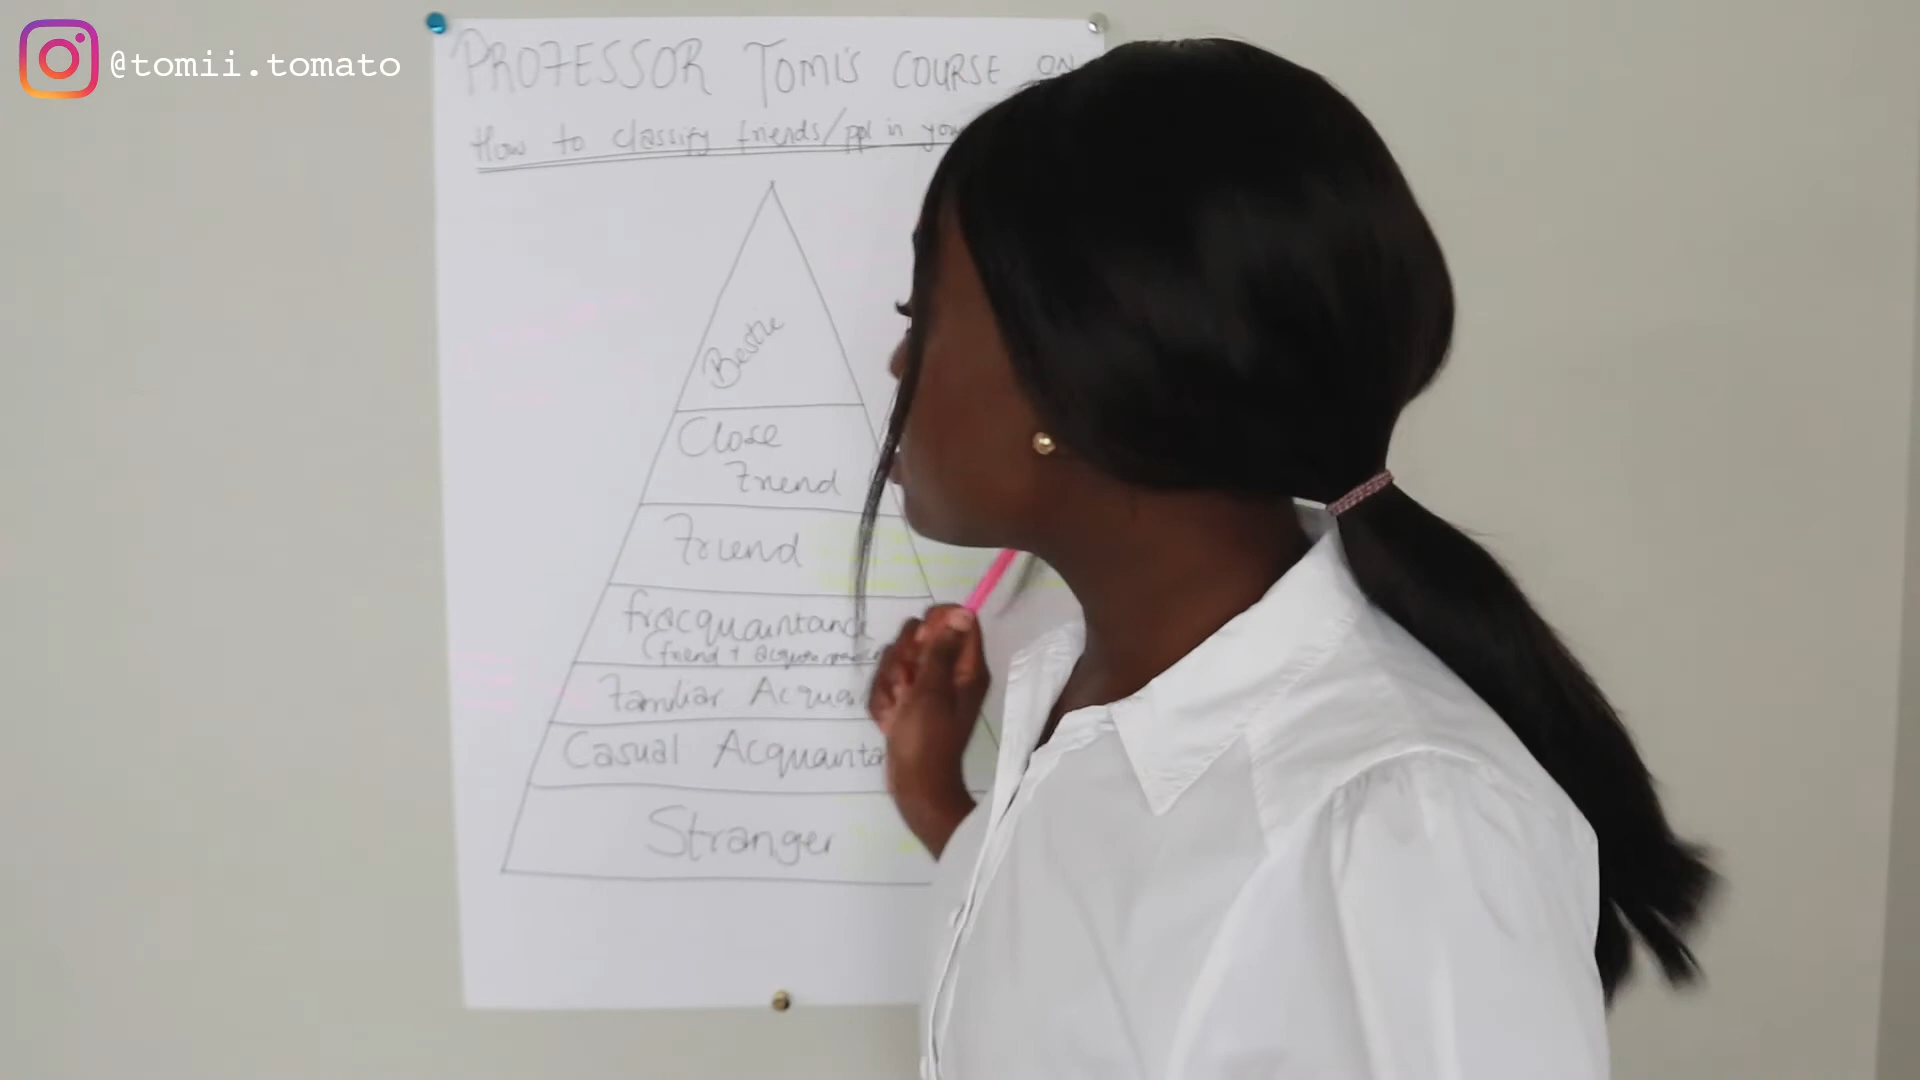 @tomii.tomato
PROFESSOR TOMI'S COURSE ON
How to classify friends/ppl in
Bestie
Close
Friend
Friend
fracquaintance
(friend +
Familiar
Casual
Stranger